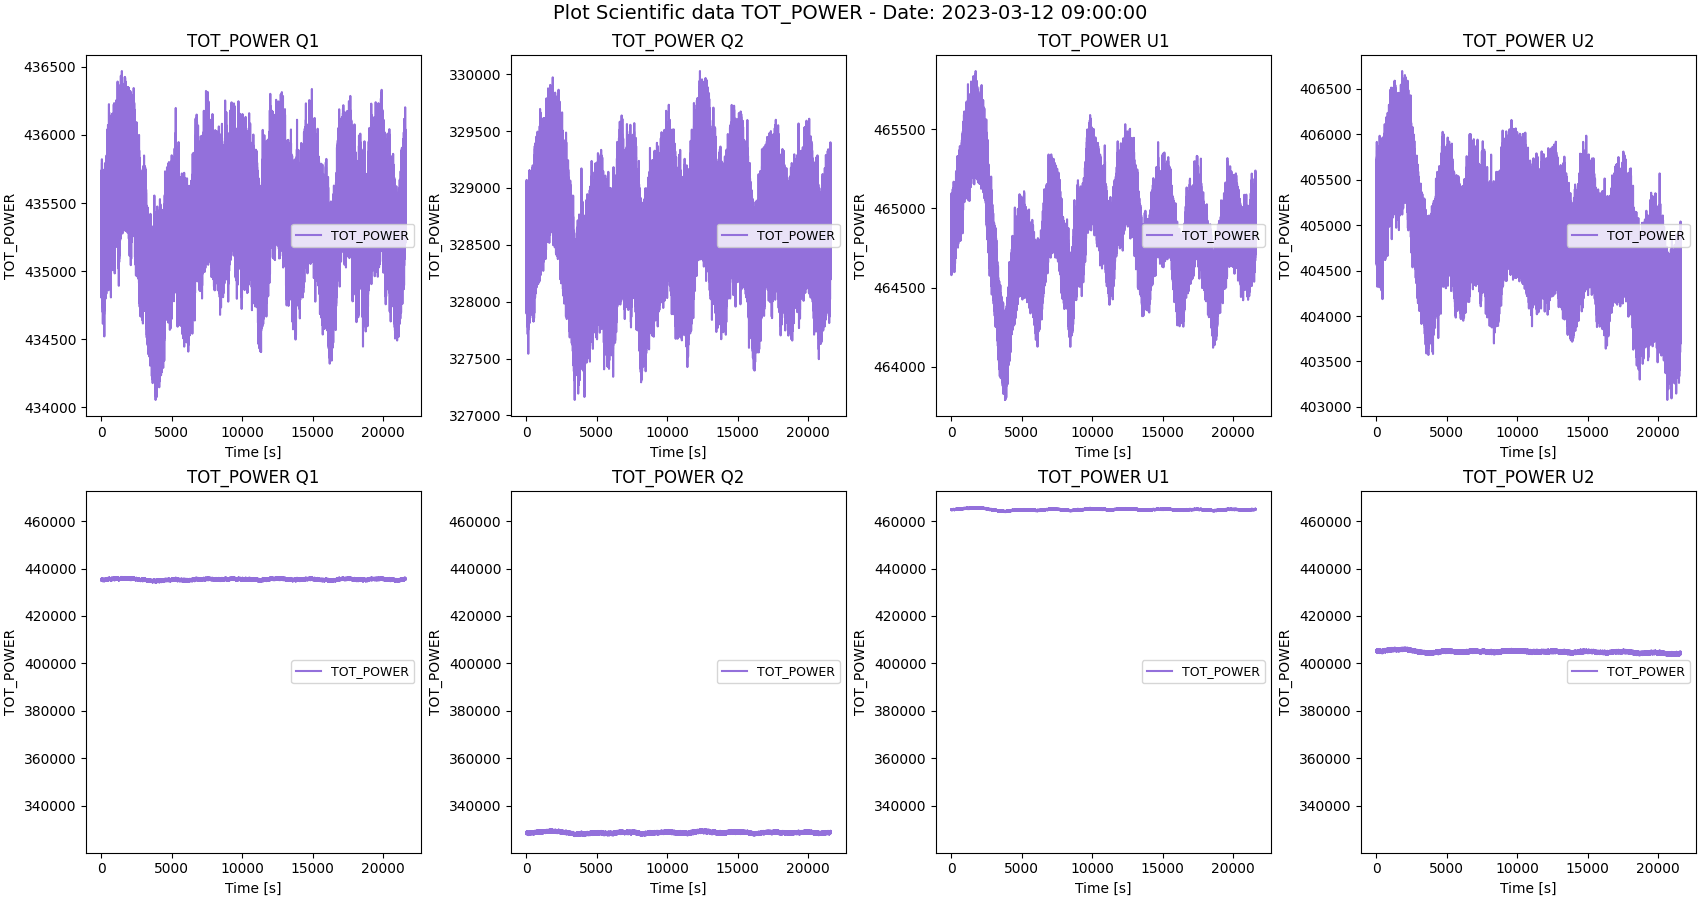 Plot Scientific data TOT_POWER - Date: 2023-03-12 09:00:00
TOT_POWER Q1
TOT_POWER
436500
436000
435500
435000
434500
434000
0 5000 10000 15000 20000
Time [s]
TOT_POWER
TOT_POWER Q2
TOT_POWER
330000
329500
329000
328500
328000
327500
327000
0 5000 10000 15000 20000
Time [s]
TOT_POWER
TOT_POWER U1
TOT_POWER
465500
465000
464500
464000
0 5000 10000 15000 20000
Time [s]
TOT_POWER
TOT_POWER U2
TOT_POWER
406500
406000
405500
405000
404500
404000
403500
403000
0 5000 10000 15000 20000
Time [s]
TOT_POWER
TOT_POWER Q1
TOT_POWER
460000
440000
420000
400000
380000
360000
340000
0 5000 10000 15000 20000
Time [s]
TOT_POWER
TOT_POWER Q2
TOT_POWER
460000
440000
420000
400000
380000
360000
340000
0 5000 10000 15000 20000
Time [s]
TOT_POWER
TOT_POWER U1
TOT_POWER
460000
440000
420000
400000
380000
360000
340000
0 5000 10000 15000 20000
Time [s]
TOT_POWER
TOT_POWER U2
TOT_POWER
460000
440000
420000
400000
380000
360000
340000
0 5000 10000 15000 20000
Time [s]
TOT_POWER